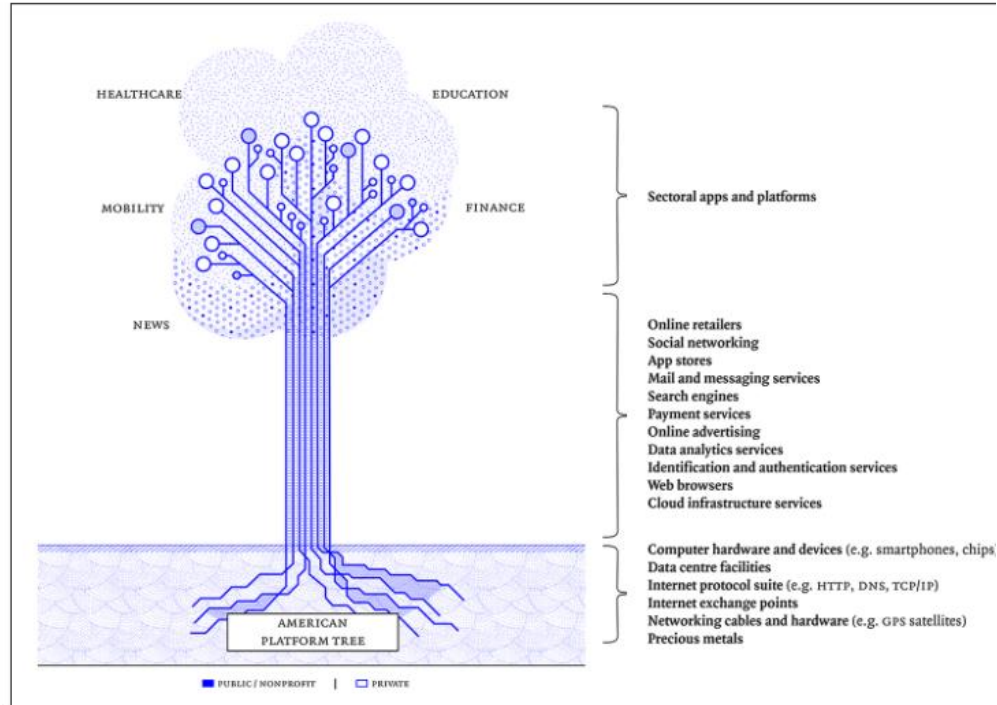 HEALTHCARE
EDUCATION
MOBILITY
FINANCE
NEWS
Sectoral apps and platforms
Online retailers
Social networking
App stores
Mail and messaging services
Search engines
Payment services
Online advertising
Data analytics services
Identification and authentication services
Web browsers
Cloud infrastructure services
Computer hardware and devices (e.g. smartphones, chips)
Data centre facilities
Internet protocol suite (e.g. HTTP, DNS, TCP/IP)
Internet exchange points
Networking cables and hardware (e.g. GPS satellites)
Precious metals
AMERICAN
PLATFORM TREE
PUBLIC / NONPROFIT | PRIVATE